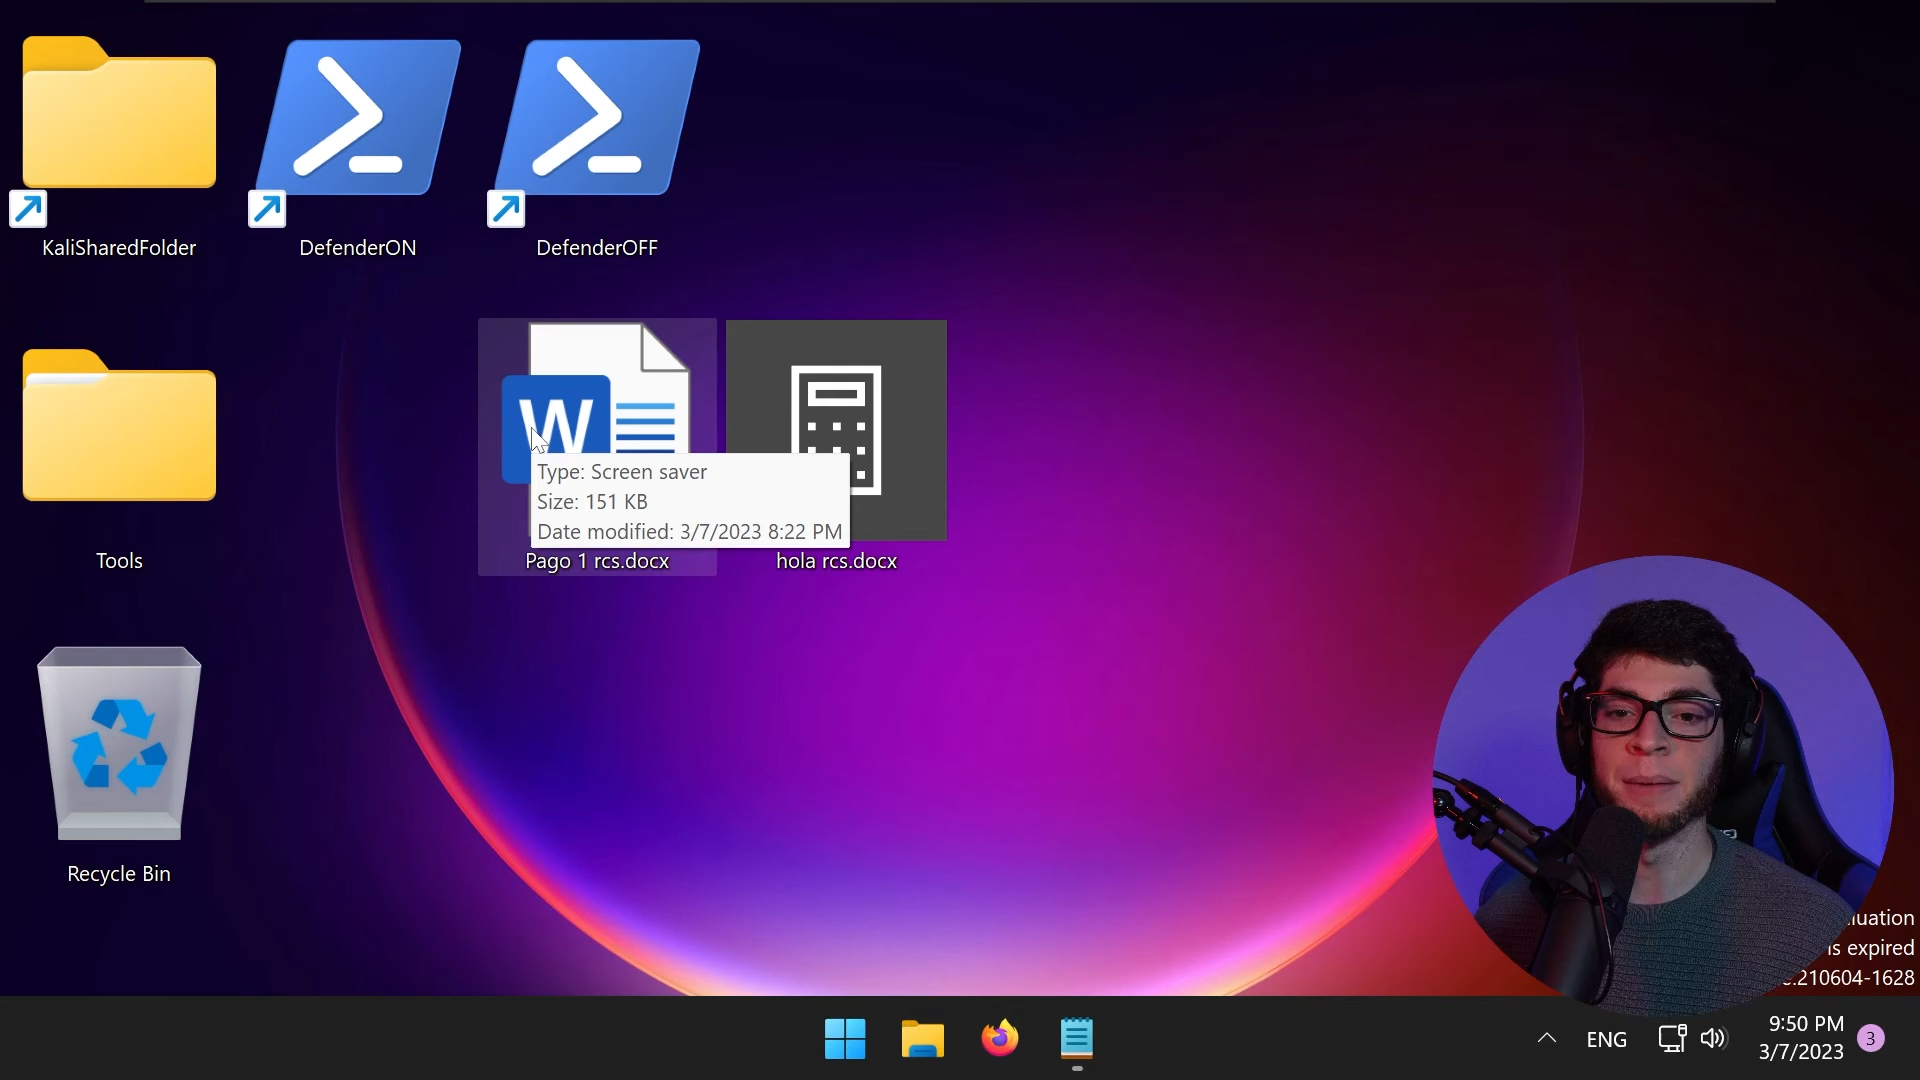 KaliSharedFolder
DefenderON
DefenderOFF
W
Type: Screen saver
Size: 151 KB
Date modified: 3/7/2023 8:22 PM
Pago 1 rcs.docx
hola rcs.docx
Tools
Recycle Bin
is expired
210604-1628
ENG
9:50 PM
3/7/2023
3